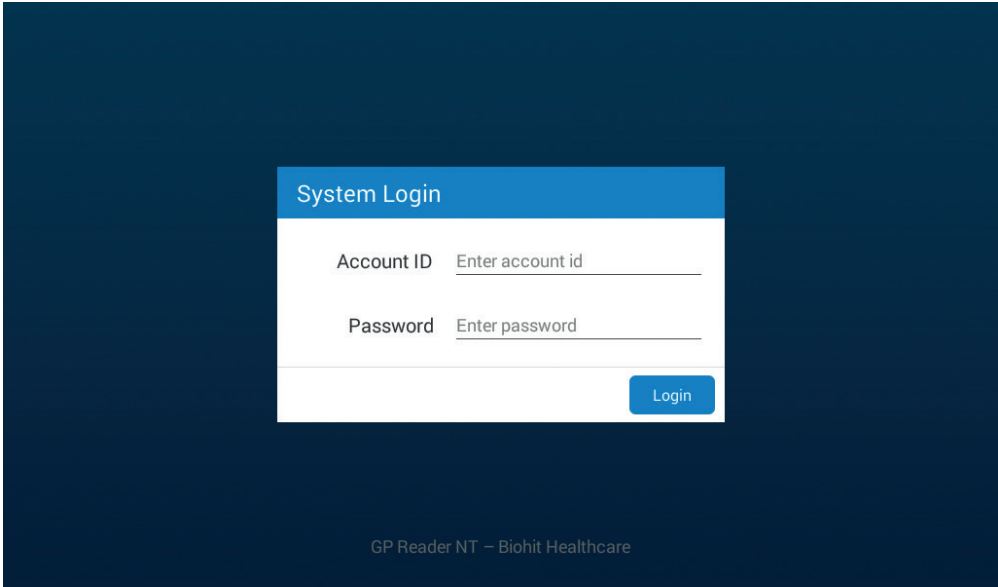 System Login
Account ID Enter account id
Password Enter password
Login
GP Reader NT – Biohit Healthcare